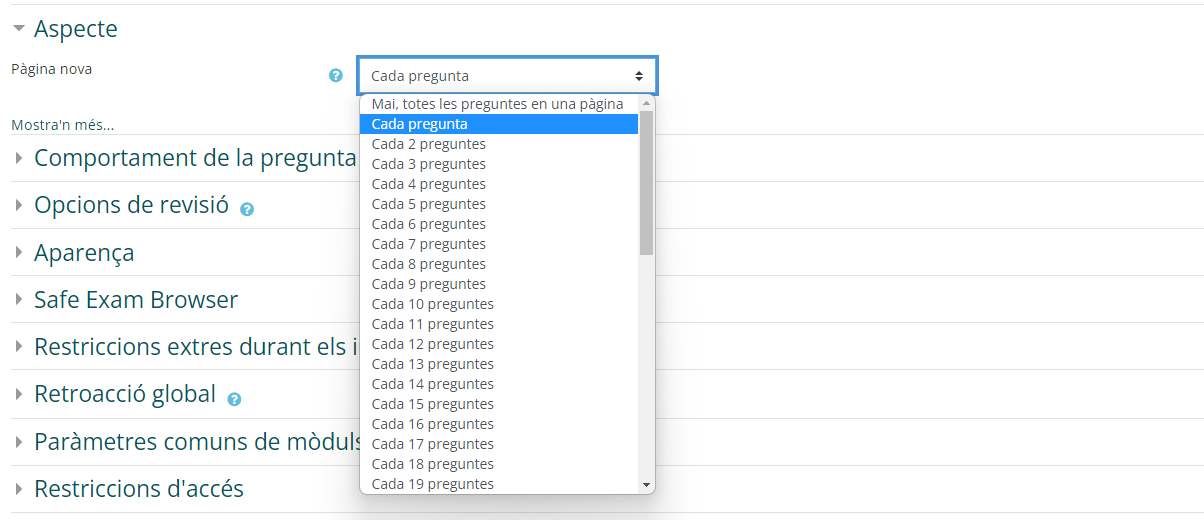 Aspecte
Pàgina nova
Cada pregunta
Mai, totes les preguntes en una pàgina
Cada pregunta
Cada 2 preguntes
Cada 3 preguntes
Cada 4 preguntes
Cada 5 preguntes
Cada 6 preguntes
Cada 7 preguntes
Cada 8 preguntes
Cada 9 preguntes
Cada 10 preguntes
Cada 11 preguntes
Cada 12 preguntes
Cada 13 preguntes
Cada 14 preguntes
Cada 15 preguntes
Cada 16 preguntes
Cada 17 preguntes
Cada 18 preguntes
Cada 19 preguntes
Mostra'n més...
Comportament de la pregunta
Opcions de revisió
Aparença
Safe Exam Browser
Restriccions extres durant els i
Retroacció global
Paràmetres comuns de mòduls
Restriccions d'accés